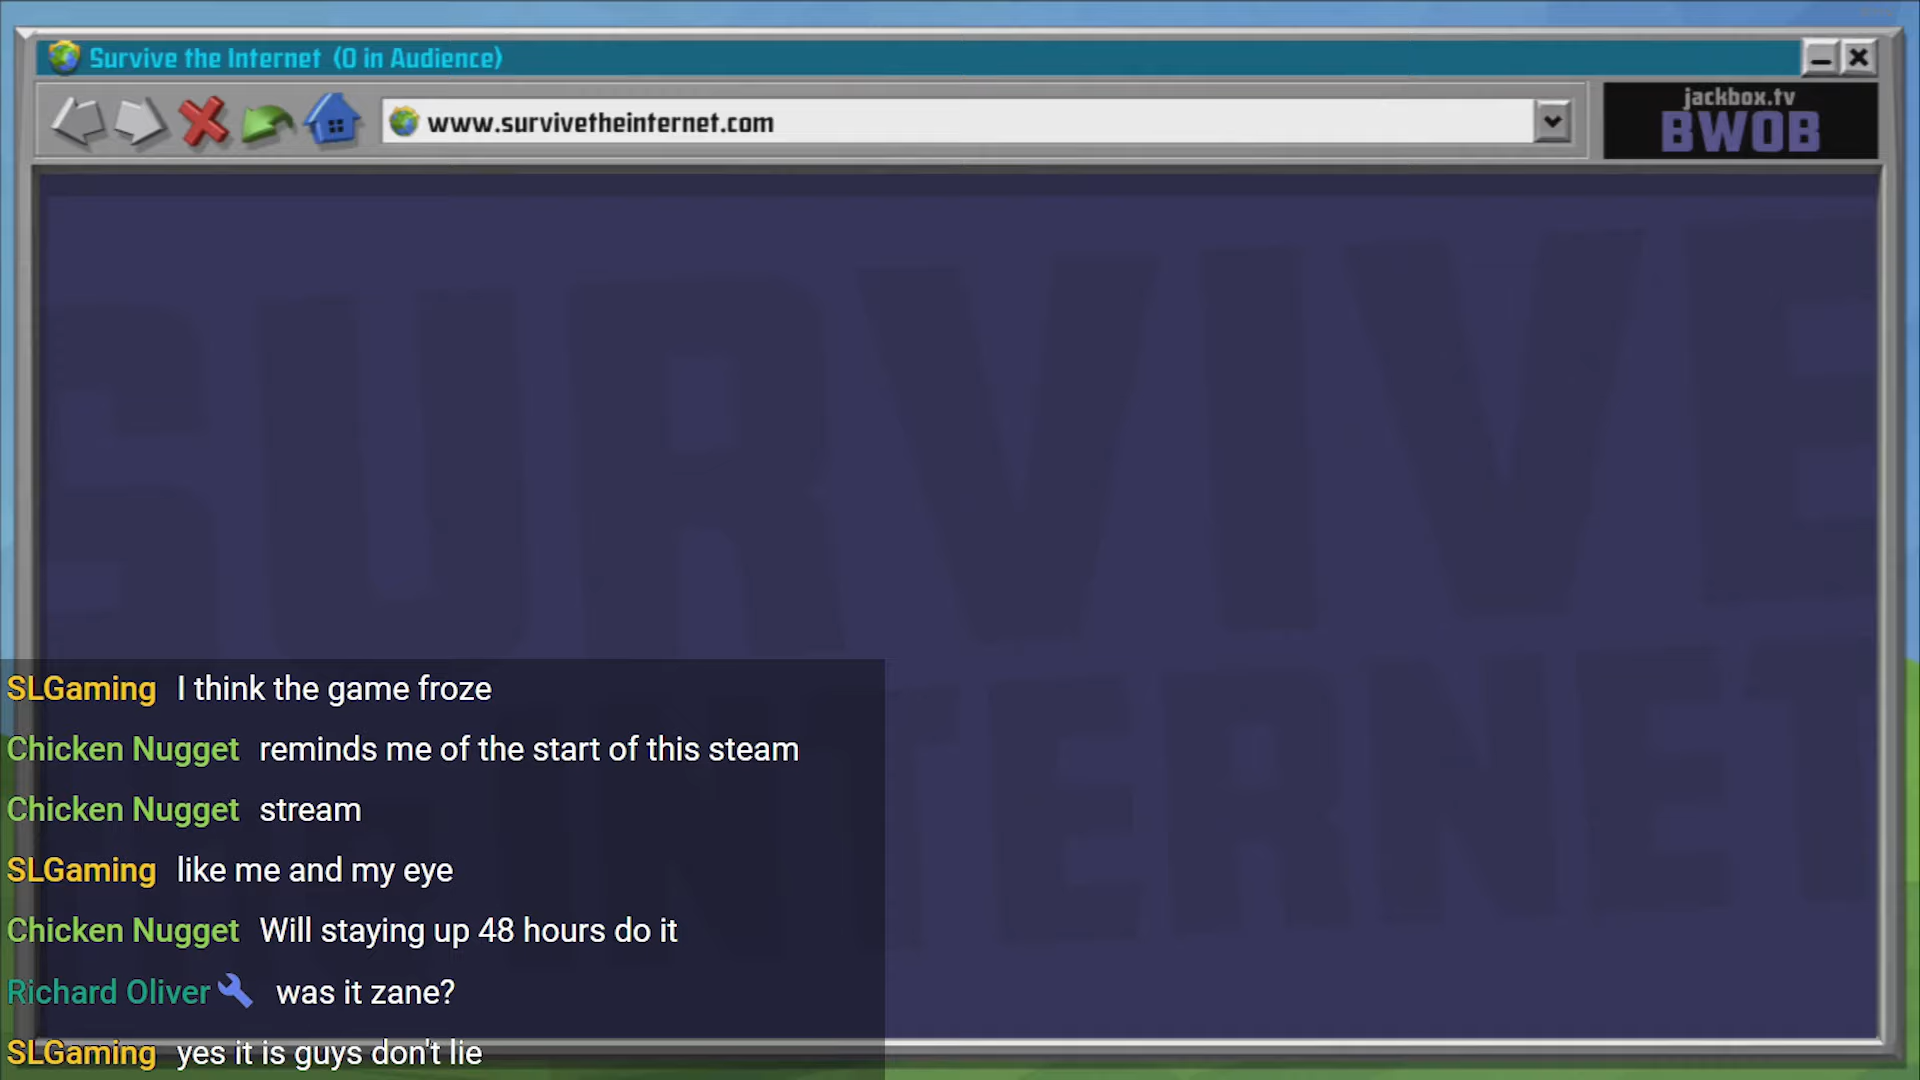 Survive the Internet (0 in Audience)
www.survivetheinternet.com
jackbox.tv
BWOB
SURVIVE
INTERNET
SLGaming I think the game froze
Chicken Nugget reminds me of the start of this steam
Chicken Nugget stream
SLGaming like me and my eye
Chicken Nugget Will staying up 48 hours do it
Richard Oliver was it zane?
SLGaming yes it is guys don't lie